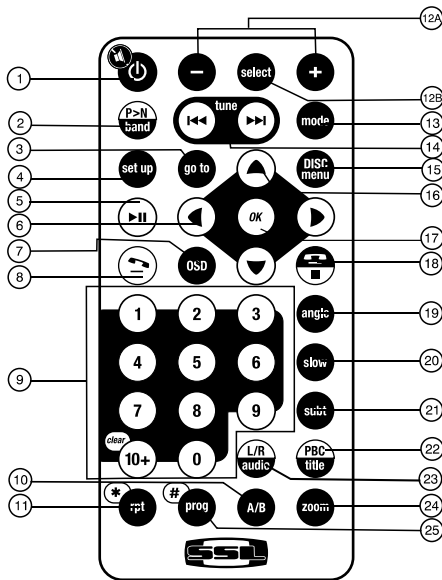 12A
1
− select +
12B
2
P>N
band
tune
mode
13
3
14
4
set up
go to
DISC
menu
15
5
16
6
OK
17
7
OSD
18
8
1 2 3
angle
19
9
4 5 6
slow
20
7 8 9
subt
21
clear
10+ 0
L/R
audio
PBC
title
22
23
10
* #
11
rpt
prog
A/B
zoom
24
25
SSL